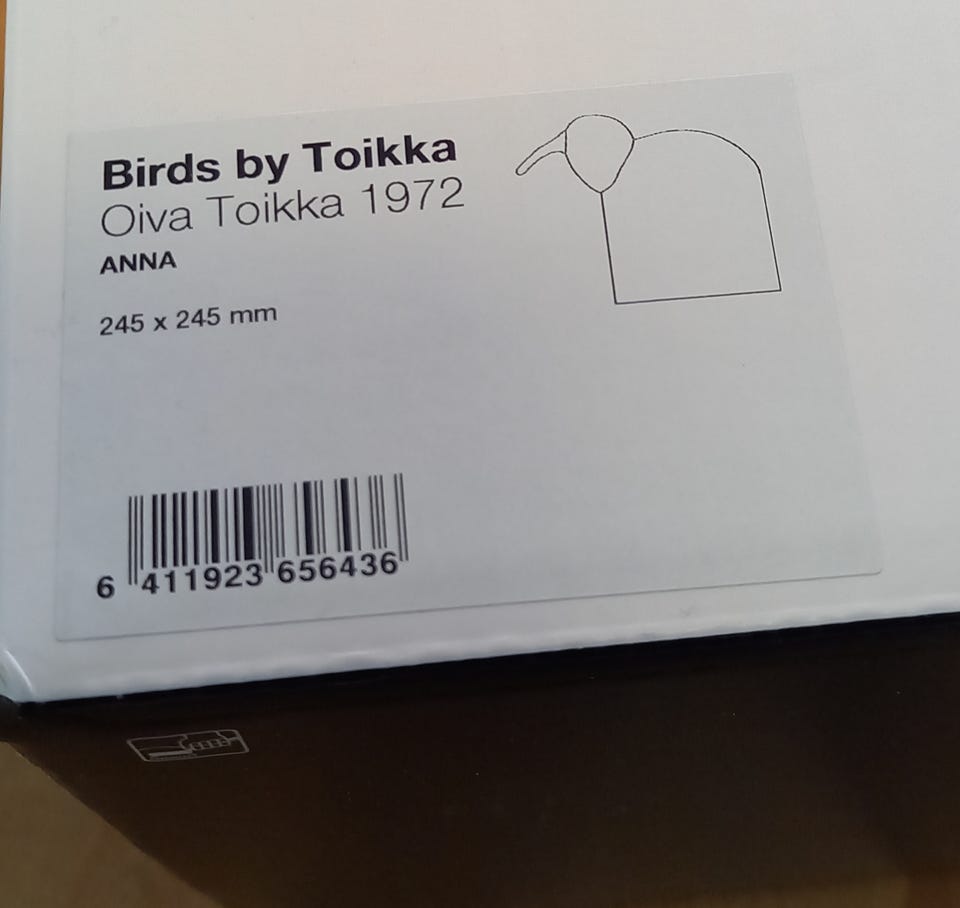 Birds by Toikka
Oiva Toikka 1972
ANNA
245 x 245 mm
6 411923 656436